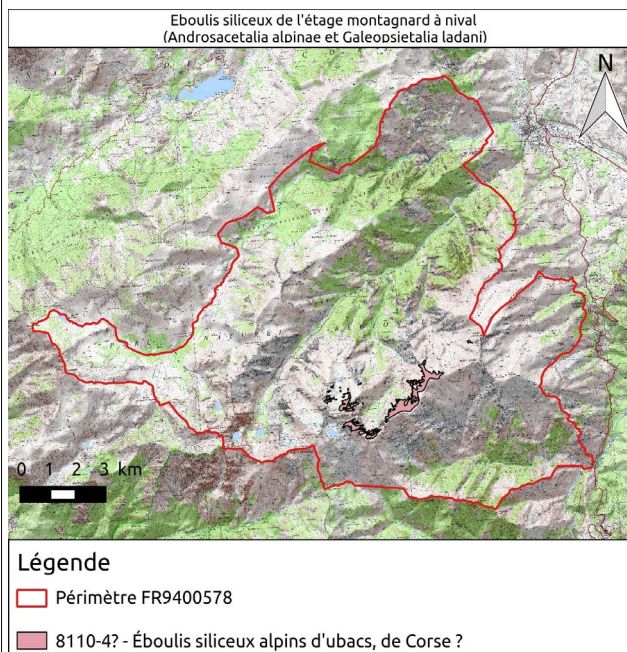 Eboulis siliceux de l'étage montagnard à nival
(Androsacetalia alpinae et Galeopsietalia ladani)
N
0 1 2 3 km
Légende
Périmètre FR9400578
8110-4? - Éboulis siliceux alpins d'ubacs, de Corse ?